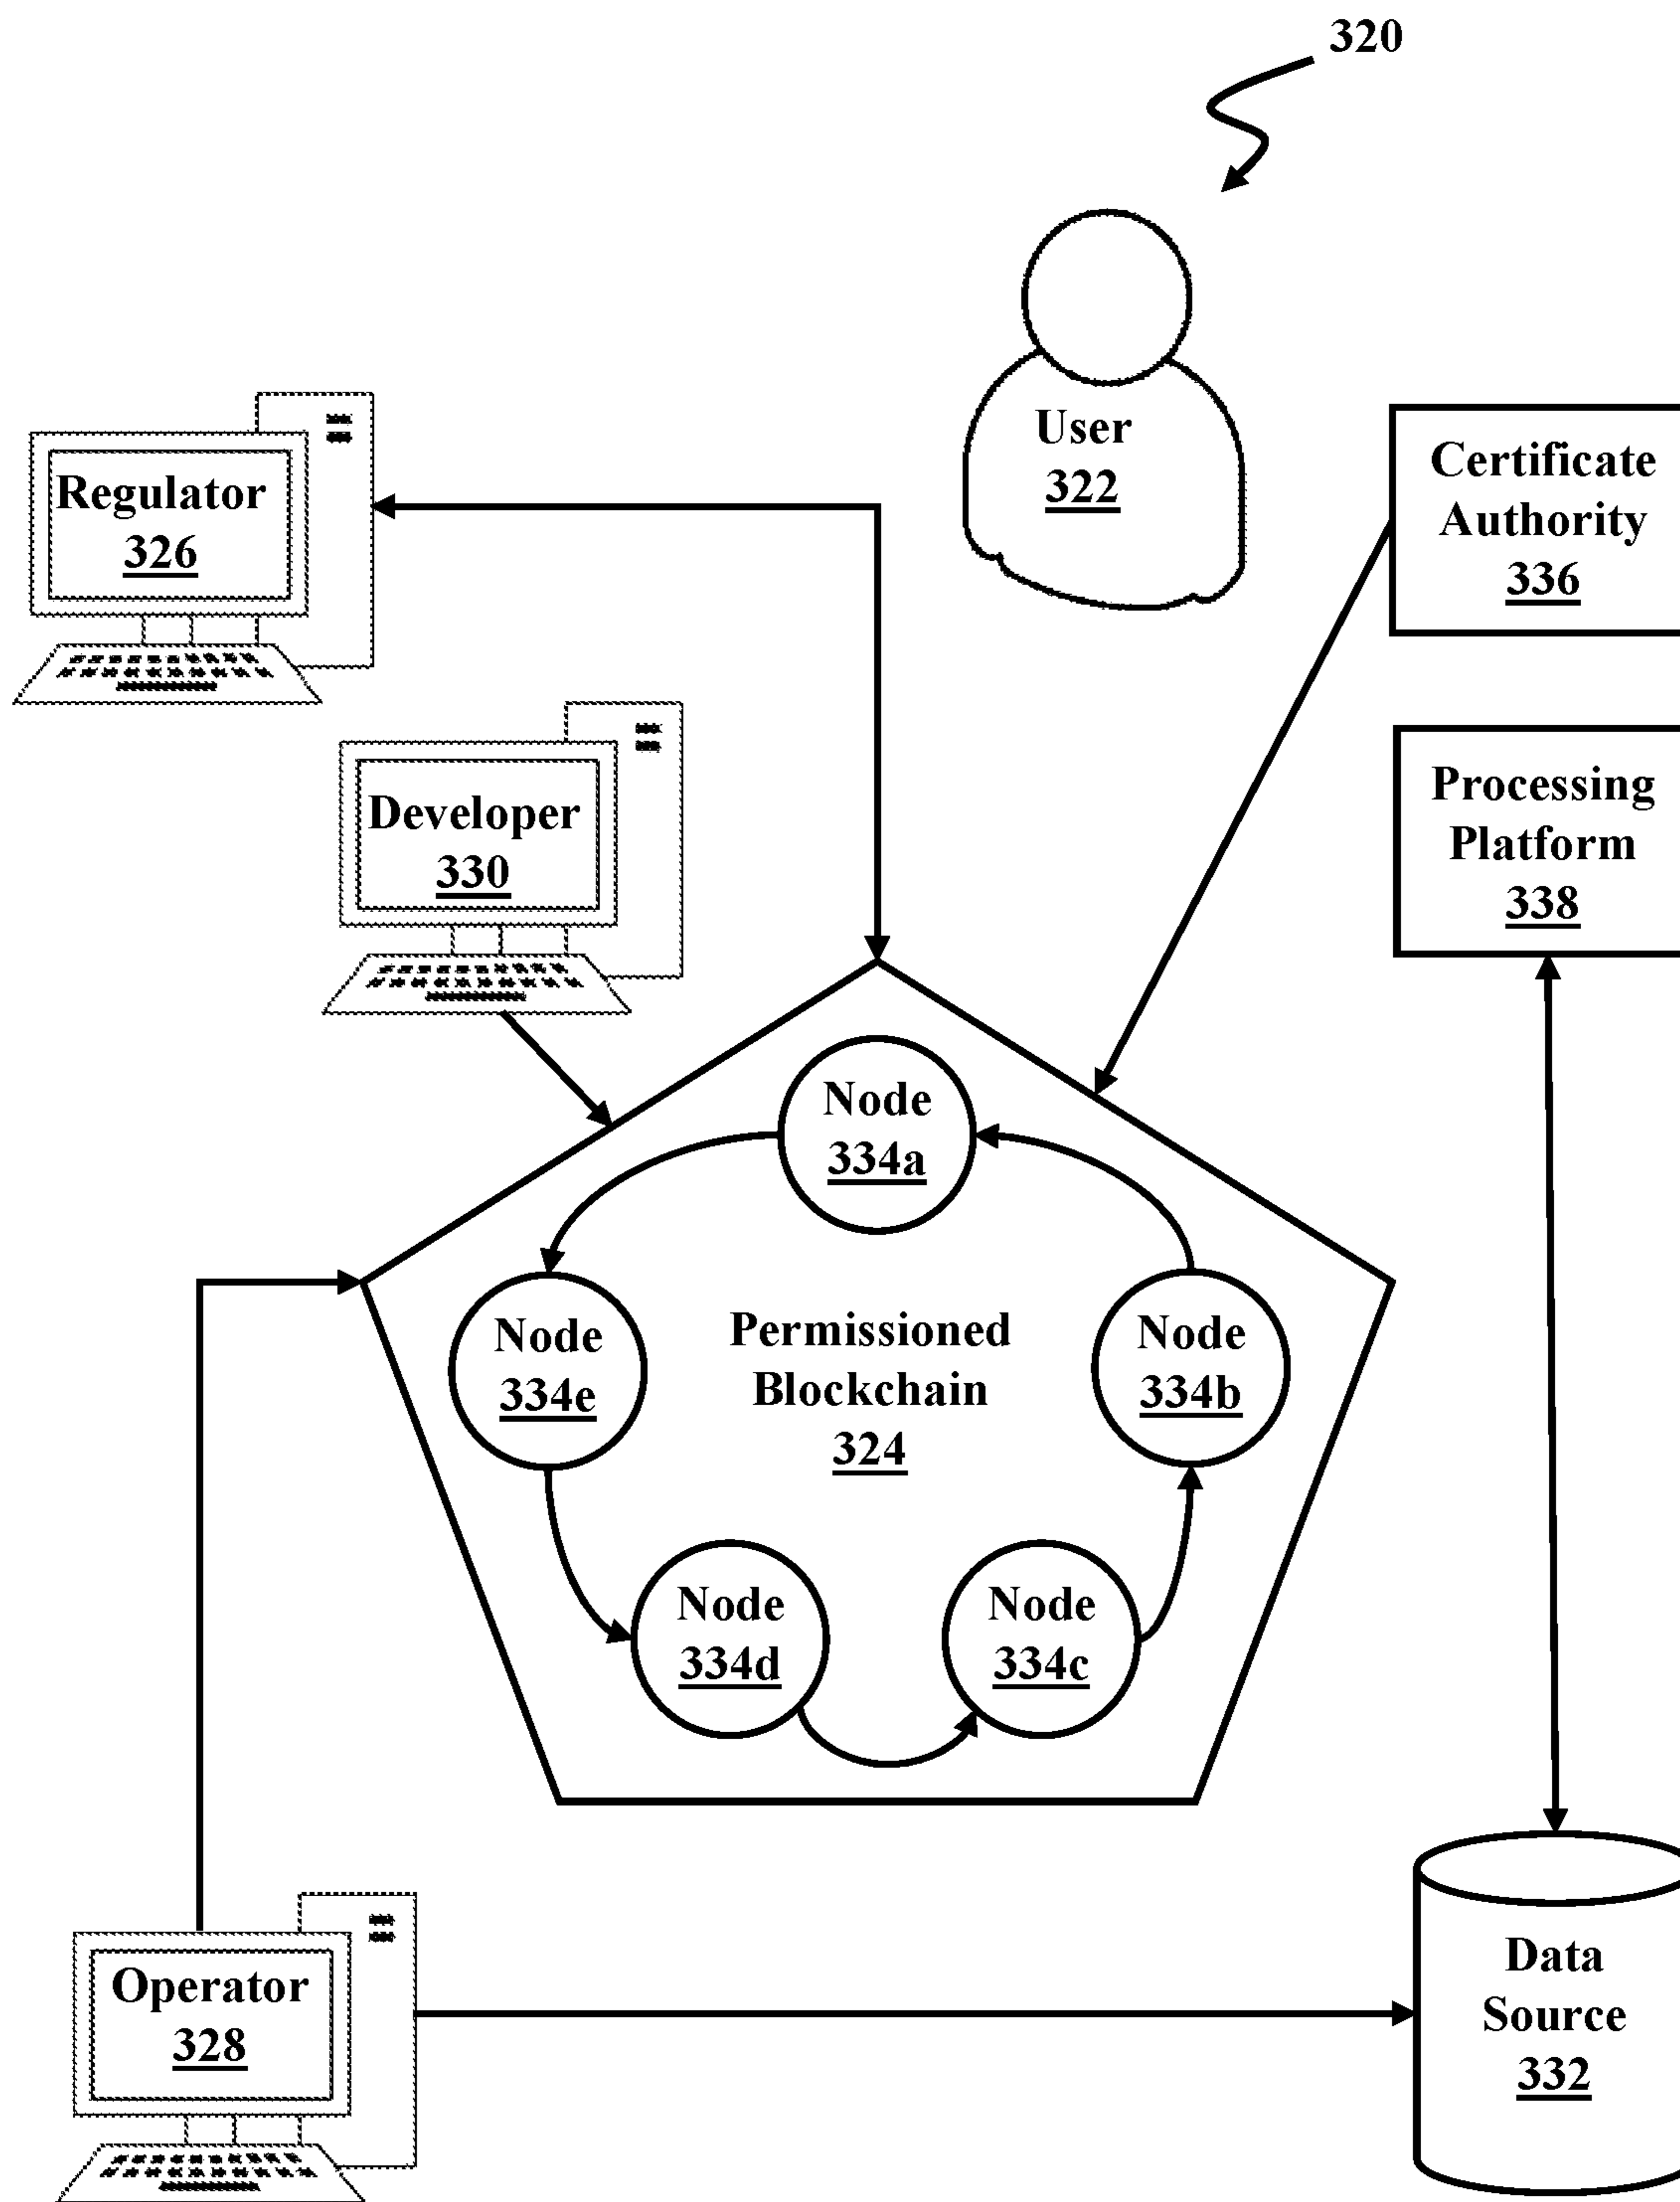 320
User
322
Certificate
Authority
336
Regulator
326
Processing
Platform
338
Developer
330
Node
334a
Node
334e
Permissioned
Blockchain
324
Node
334b
Node
334d
Node
334c
Operator
328
Data
Source
332